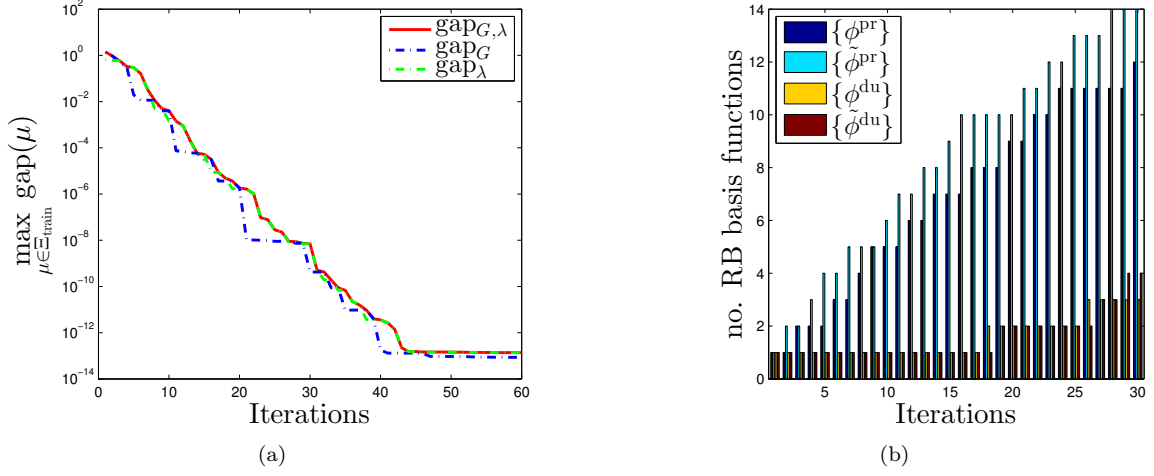 10^2
10^0
10^-2
10^-4
10^-6
10^-8
10^-10
10^-12
10^-14
max gap(μ)
μ∈Ξ_train
gap_{G,λ}
gap_G
gap_λ
0 10 20 30 40 50 60
Iterations
(a)
14
12
10
8
6
4
2
0
no. RB basis functions
{ϕ^pr}
{ϕ̃^pr}
{ϕ^du}
{ϕ̃^du}
5 10 15 20 25 30
Iterations
(b)